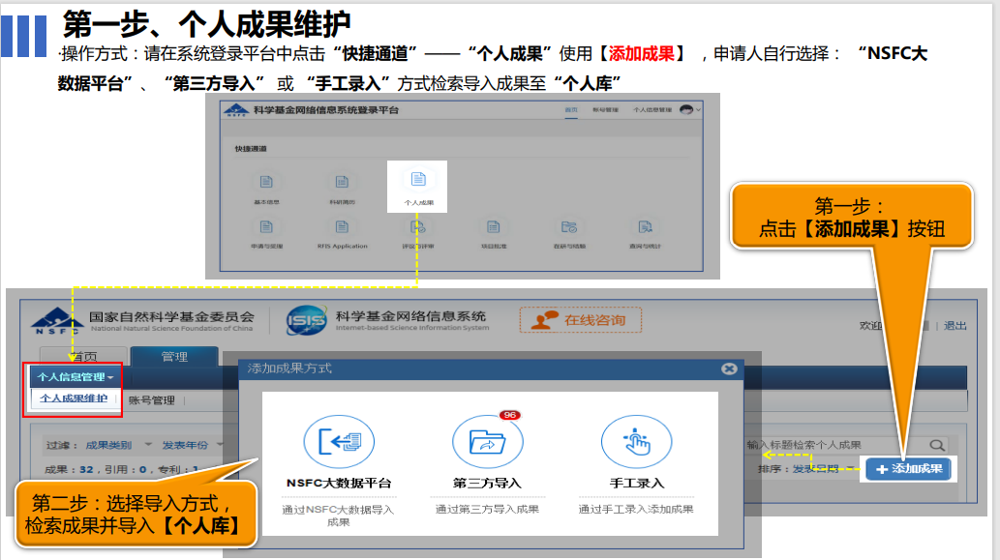 第一步、个人成果维护
·操作方式：请在系统登录平台中点击“快捷通道”——“个人成果”使用【添加成果】，申请人自行选择：“NSFC大
数据平台”、“第三方导入”或“手工录入”方式检索导入成果至“个人库”
NSFC
科学基金网络信息系统登录平台
首页 账号管理 个人信息管理
快捷通道
基本信息 科研简历 个人成果
申请与受理 RFIS Application 评议与评审 项目批准 在研与结题 查询与统计
第一步：
点击【添加成果】按钮
NSFC
国家自然科学基金委员会
National Natural Science Foundation of China
ISIS
科学基金网络信息系统
Internet-based Science Information System
在线咨询
欢迎 | 退出
首页 管理
个人信息管理
个人成果维护 账号管理
添加成果方式
过滤： 成果类别 发表年份
输入标题检索个人成果
成果：32，引用：0，专利：1
排序：发表日期
添加成果
96
NSFC大数据平台 第三方导入 手工录入
通过NSFC大数据导入
成果
通过第三方导入成果
通过手工录入添加成果
第二步：选择导入方式，
检索成果并导入【个人库】